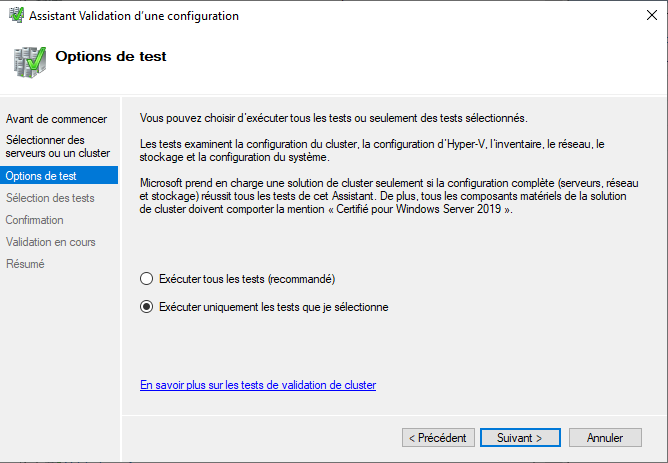 Assistant Validation d'une configuration
Options de test
Avant de commencer
Sélectionner des
serveurs ou un cluster
Options de test
Sélection des tests
Confirmation
Validation en cours
Résumé
Vous pouvez choisir d'exécuter tous les tests ou seulement des tests sélectionnés.
Les tests examinent la configuration du cluster, la configuration d'Hyper-V, l'inventaire, le réseau, le
stockage et la configuration du système.
Microsoft prend en charge une solution de cluster seulement si la configuration complète (serveurs, réseau
et stockage) réussit tous les tests de cet Assistant. De plus, tous les composants matériels de la solution
de cluster doivent comporter la mention « Certifié pour Windows Server 2019 ».
Exécuter tous les tests (recommandé)
Exécuter uniquement les tests que je sélectionne
En savoir plus sur les tests de validation de cluster
< Précédent
Suivant >
Annuler